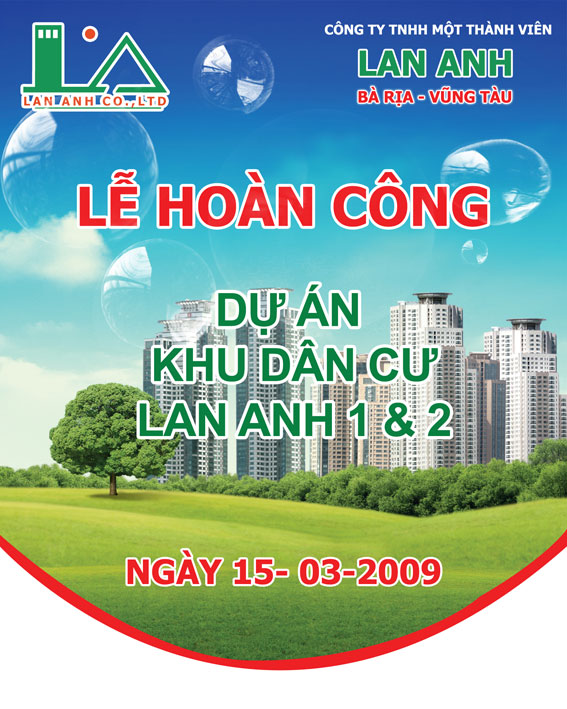 LAN ANH CO.,LTD
CÔNG TY TNHH MỘT THÀNH VIÊN
LAN ANH
BÀ RỊA - VŨNG TÀU
LỄ HOÀN CÔNG
DỰ ÁN
KHU DÂN CƯ
LAN ANH 1 & 2
NGÀY 15- 03-2009